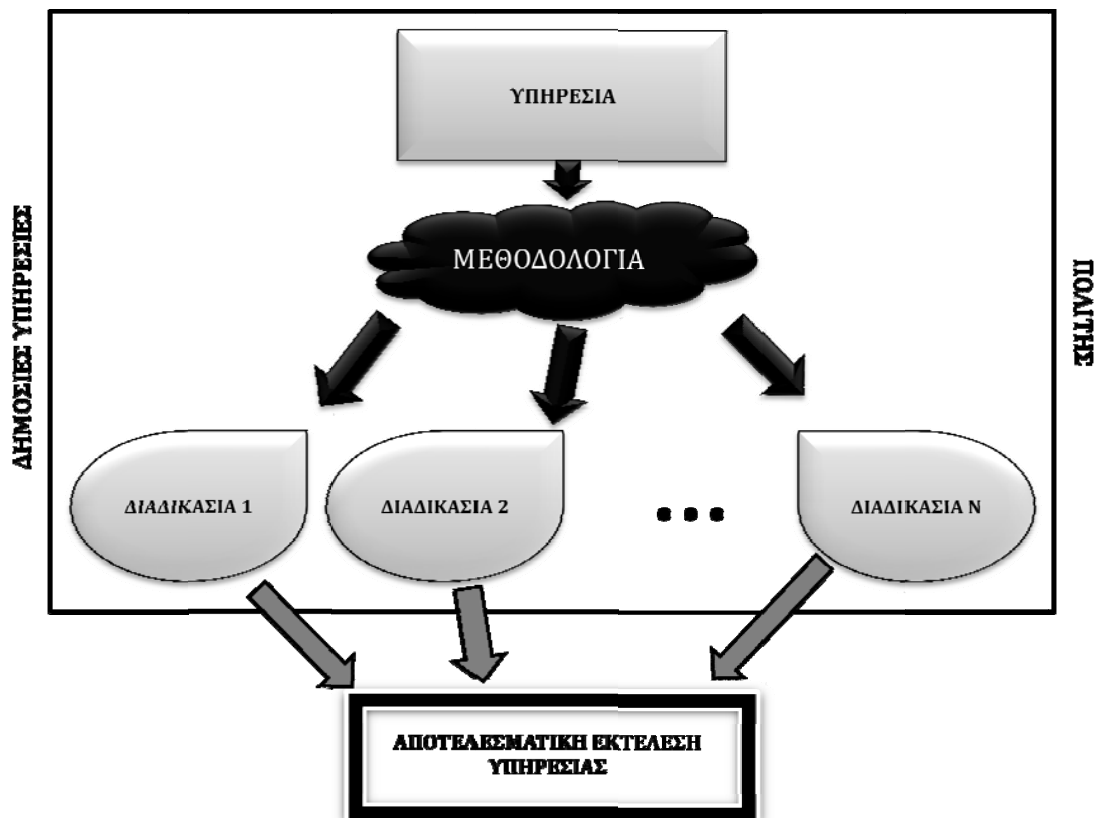 ΥΠΗΡΕΣΙΑ
ΜΕΘΟΔΟΛΟΓΙΑ
ΔΗΜΟΣΙΕΣ ΥΠΗΡΕΣΙΕΣ
ΠΟΛΙΤΗΣ
ΔΙΑΔΙΚΑΣΙΑ 1
ΔΙΑΔΙΚΑΣΙΑ 2
...
ΔΙΑΔΙΚΑΣΙΑ Ν
ΑΠΟΤΕΛΕΣΜΑΤΙΚΗ ΕΚΤΕΛΕΣΗ
ΥΠΗΡΕΣΙΑΣ